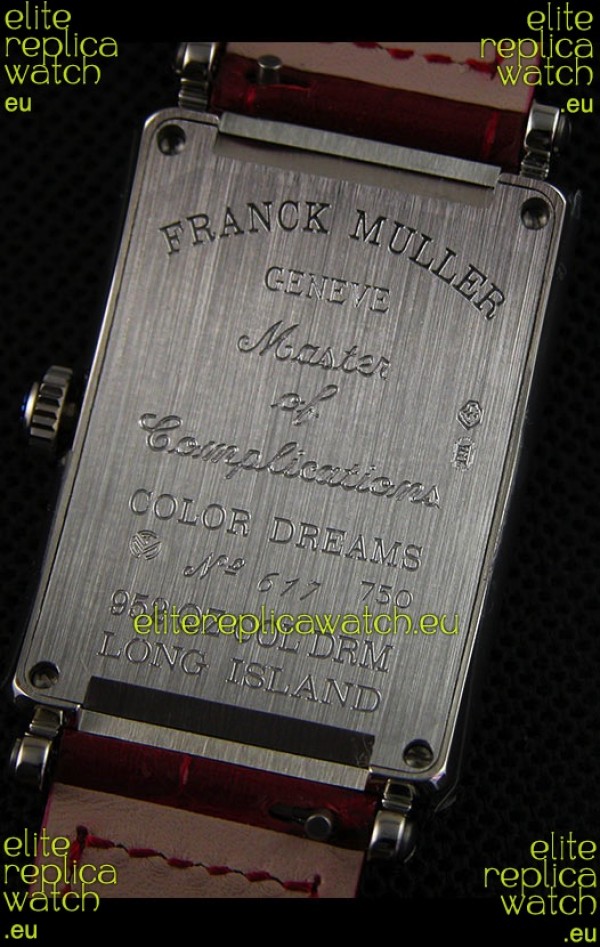 elite
replica
watch
.eu
elite
replica
watch
.eu
FRANCK MULLER
GENEVE
Master
of
Complications
COLOR DREAMS
Nº 617 750
elitereplicawatch.eu
DRM
LONG ISLAND
elite
replica
watch
.eu
elite
replica
watch
.eu